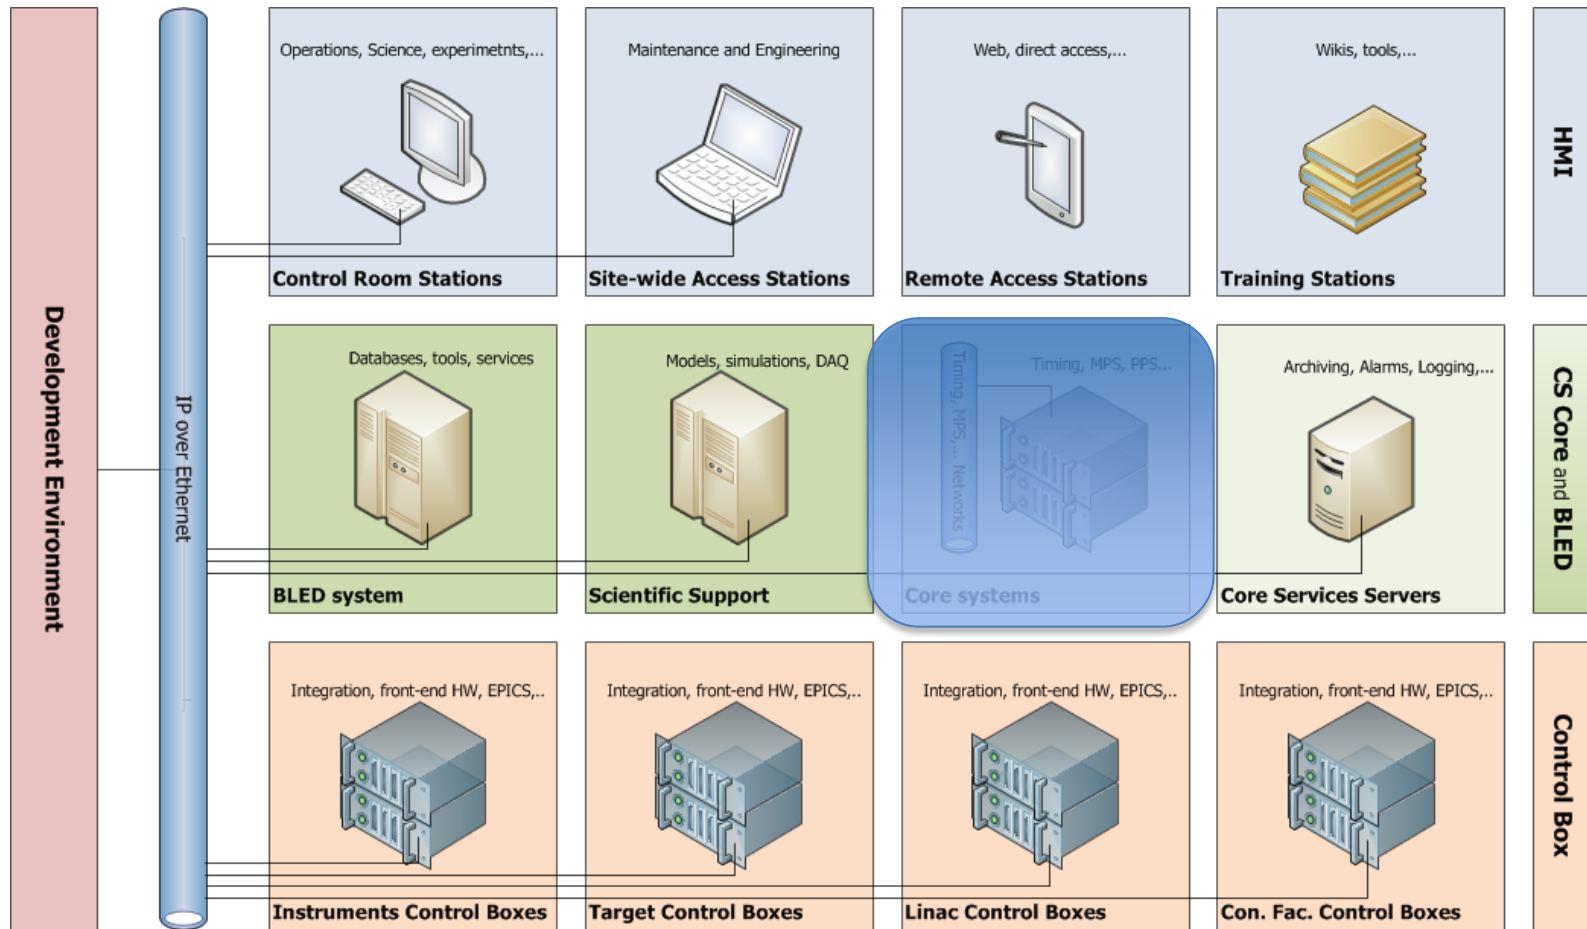 Development Environment
IP over Ethernet
Operations, Science, experimetnts,...
Control Room Stations
Maintenance and Engineering
Site-wide Access Stations
Web, direct access,...
Remote Access Stations
Wikis, tools,...
Training Stations
HMI
Databases, tools, services
BLED system
Models, simulations, DAQ
Scientific Support
Timing, MPS,... Networks
Timing, MPS, PPS...
Core systems
Archiving, Alarms, Logging,...
Core Services Servers
CS Core and BLED
Integration, front-end HW, EPICS,..
Instruments Control Boxes
Integration, front-end HW, EPICS,..
Target Control Boxes
Integration, front-end HW, EPICS,..
Linac Control Boxes
Integration, front-end HW, EPICS,..
Con. Fac. Control Boxes
Control Box